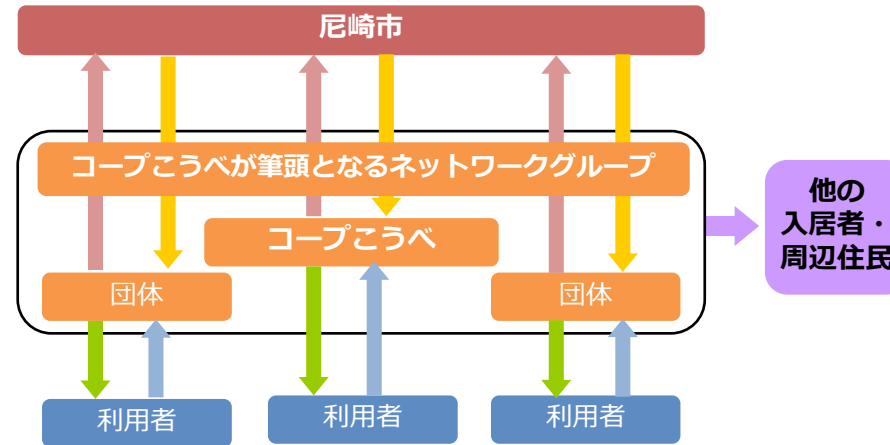 尼崎市
コープこうべが筆頭となるネットワークグループ
コープこうべ
団体
団体
他の
入居者・
周辺住民
利用者
利用者
利用者